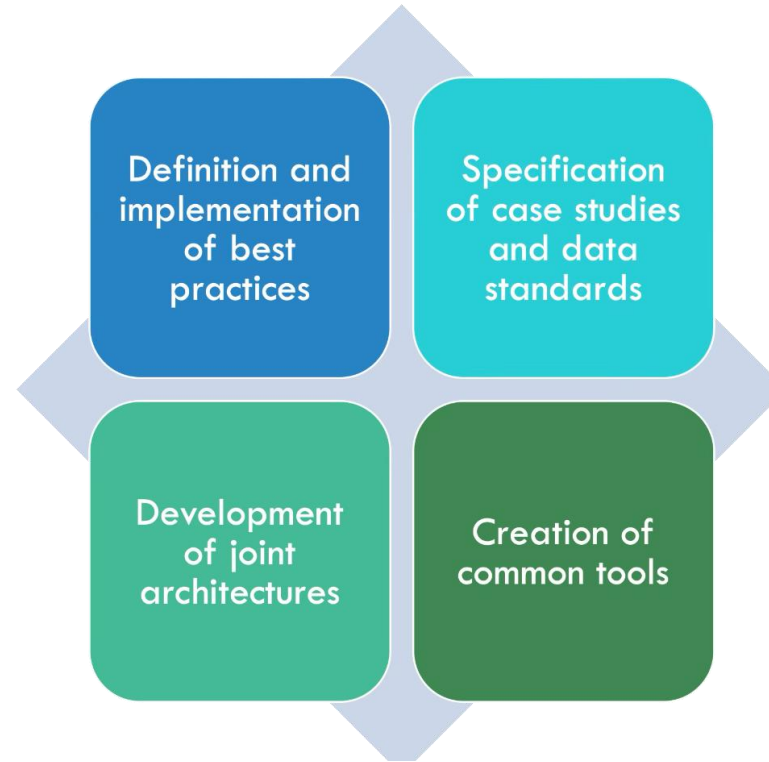 Definition and
implementation
of best
practices
Specification
of case studies
and data
standards
Development
of joint
architectures
Creation of
common tools